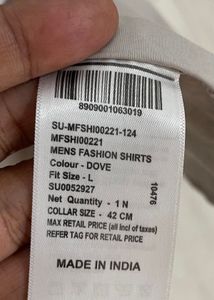 8909001063019
SU-MFSHI00221-124
MFSHI00221
MENS FASHION SHIRTS
Colour - DOVE
Fit Size - L
SU0052927
Net Quantity - 1 N
COLLAR SIZE - 42 CM
MAX RETAIL PRICE (all incl of taxes)
REFER TAG FOR RETAIL PRICE
10476
MADE IN INDIA